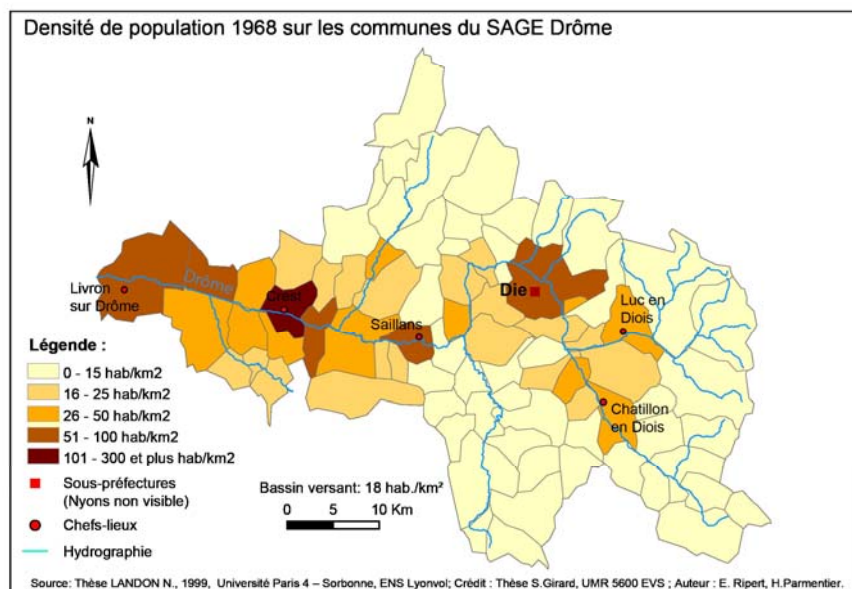 Densité de population 1968 sur les communes du SAGE Drôme
N
Drôme
Livron
sur Drôme
Crest
Saillans
Die
Luc en
Diois
Chatillon
en Diois
Légende :
0 - 15 hab/km2
16 - 25 hab/km2
26 - 50 hab/km2
51 - 100 hab/km2
101 - 300 et plus hab/km2
Sous-préfectures
(Nyons non visible)
Chefs-lieux
Hydrographie
Bassin versant: 18 hab./km²
0 5 10 Km
Source: Thèse LANDON N., 1999, Université Paris 4 – Sorbonne, ENS Lyonvol; Crédit : Thèse S.Girard, UMR 5600 EVS ; Auteur : E. Ripert, H.Parmentier.